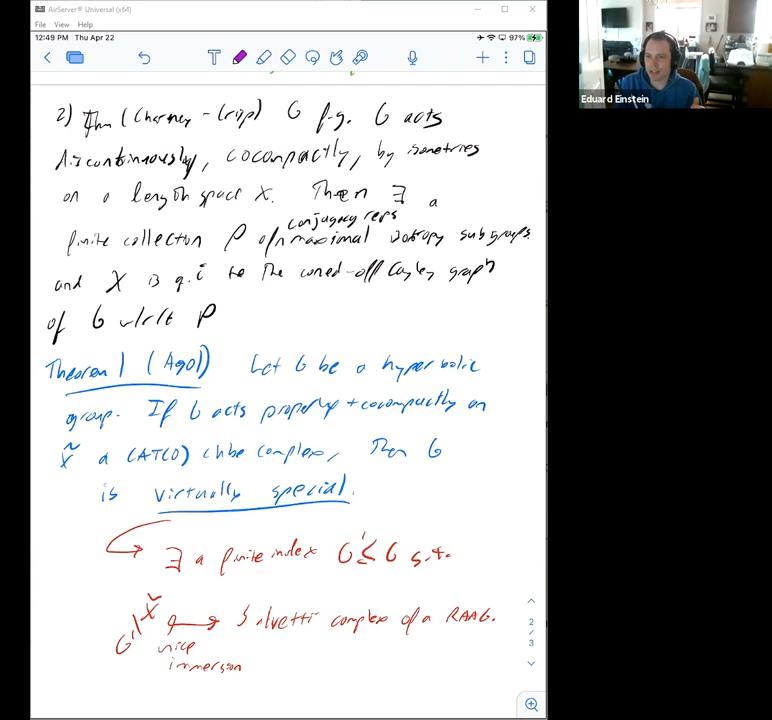 AirServer® Universal (x64)
File View Help
12:49 PM Thu Apr 22
97%
2) Thm (Charney-Crisp) G f.g. G acts
discontinuously, cocompactly, by isometries
on a length space X. Then ∃ a
conjugacy reps
finite collection P of maximal isotropy subgroups
and X is q.i to the coned-off Cayley graph
of G w/r/t P
Theorem 1 (Agol) Let G be a hyperbolic
group. If G acts properly + cocompactly on
X̃ a CAT(0) cube complex, Then G
is virtually special.
∃ a finite index G' ≤ G s.t.
G'\X̃ ↬ Salvetti complex of a RAAG.
nice
immersion
2
/
3
Eduard Einstein